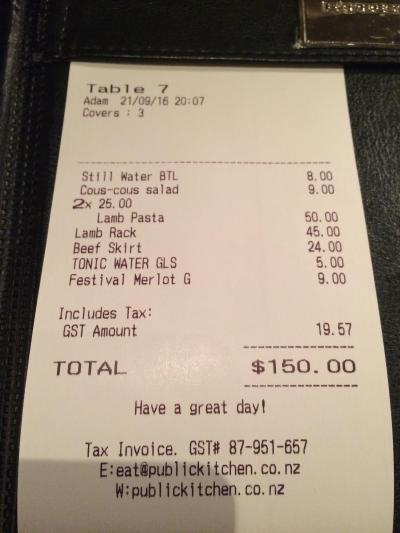 Table 7
Adam 21/09/16 20:07
Covers : 3
Still Water BTL 8.00
Cous-cous salad 9.00
2x 25.00
Lamb Pasta 50.00
Lamb Rack 45.00
Beef Skirt 24.00
TONIC WATER GLS 5.00
Festival Merlot G 9.00
Includes Tax:
GST Amount 19.57
TOTAL $150.00
Have a great day!
Tax Invoice. GST# 87-951-657
E:eat@publickitchen.co.nz
W:publickitchen.co.nz